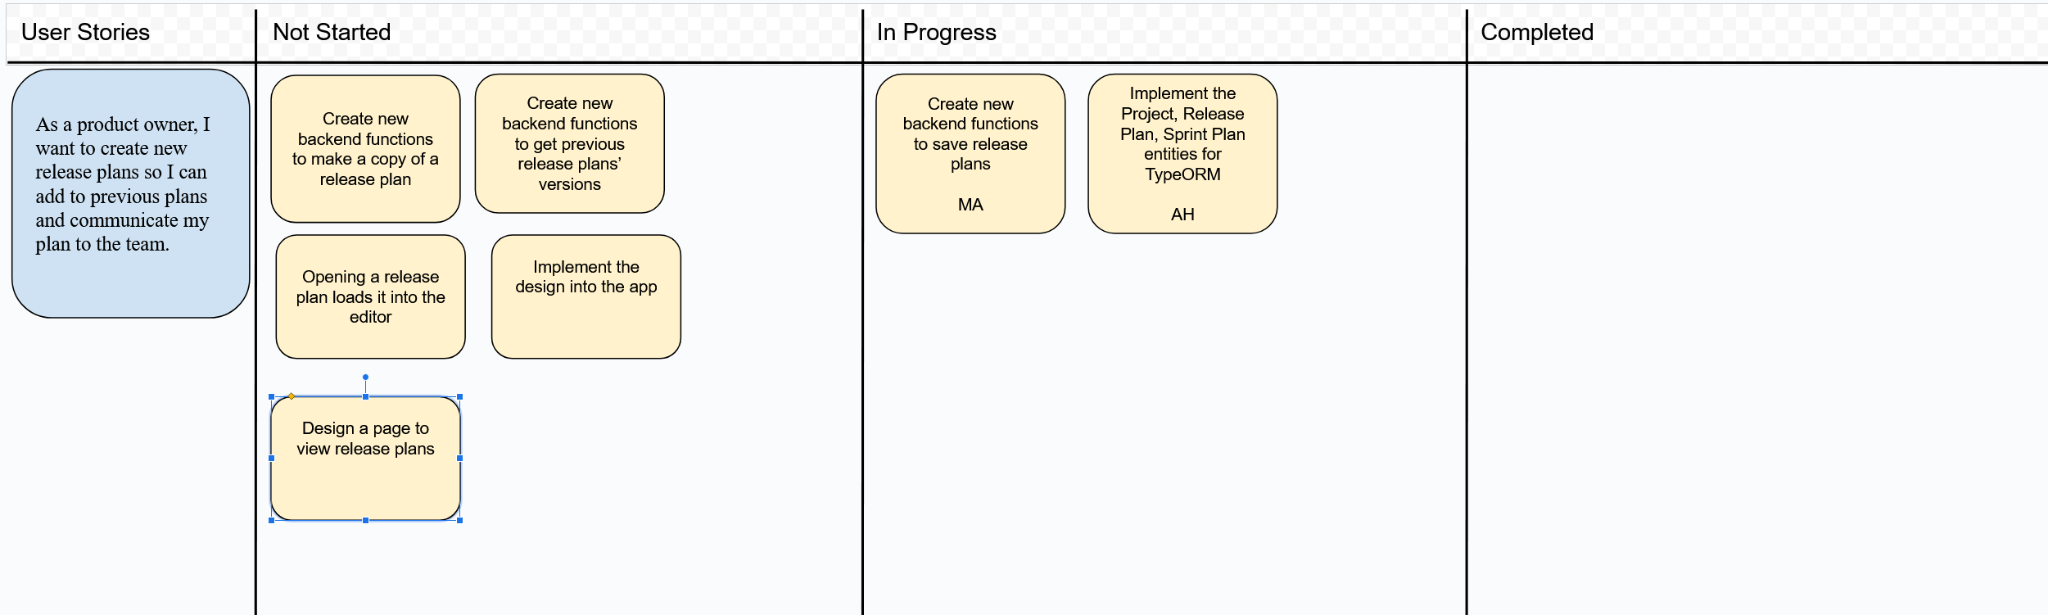 User Stories
Not Started
In Progress
Completed
As a product owner, I
want to create new
release plans so I can
add to previous plans
and communicate my
plan to the team.
Create new
backend functions
to make a copy of a
release plan
Create new
backend functions
to get previous
release plans’
versions
Opening a release
plan loads it into the
editor
Implement the
design into the app
Design a page to
view release plans
Create new
backend functions
to save release
plans
MA
Implement the
Project, Release
Plan, Sprint Plan
entities for
TypeORM
AH